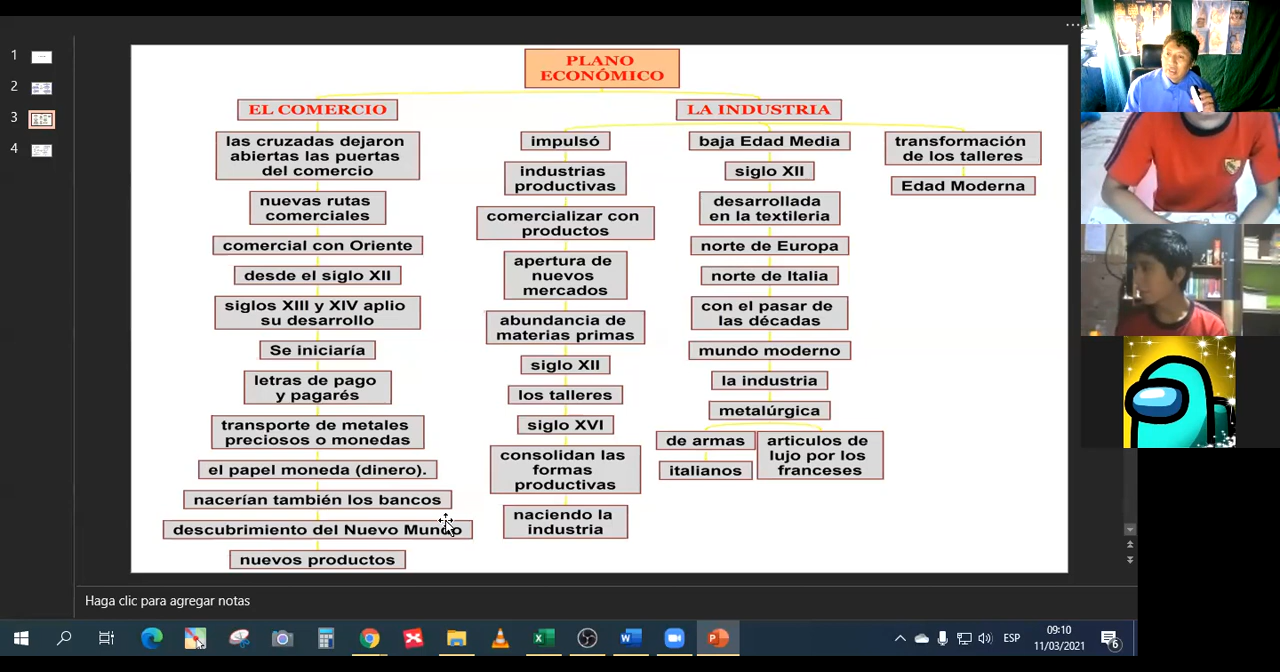 1
2
3
4
PLANO
ECONÓMICO
EL COMERCIO
las cruzadas dejaron
abiertas las puertas
del comercio
nuevas rutas
comerciales
comercial con Oriente
desde el siglo XII
siglos XIII y XIV aplio
su desarrollo
Se iniciaría
letras de pago
y pagarés
transporte de metales
preciosos o monedas
el papel moneda (dinero).
nacerían también los bancos
descubrimiento del Nuevo Mundo
nuevos productos
LA INDUSTRIA
impulsó
industrias
productivas
comercializar con
productos
apertura de
nuevos
mercados
abundancia de
materias primas
siglo XII
los talleres
siglo XVI
consolidan las
formas
productivas
naciendo la
industria
baja Edad Media
siglo XII
desarrollada
en la textileria
norte de Europa
norte de Italia
con el pasar de
las décadas
mundo moderno
la industria
metalúrgica
de armas
italianos
articulos de
lujo por los
franceses
transformación
de los talleres
Edad Moderna
Haga clic para agregar notas
ESP
09:10
11/03/2021
6